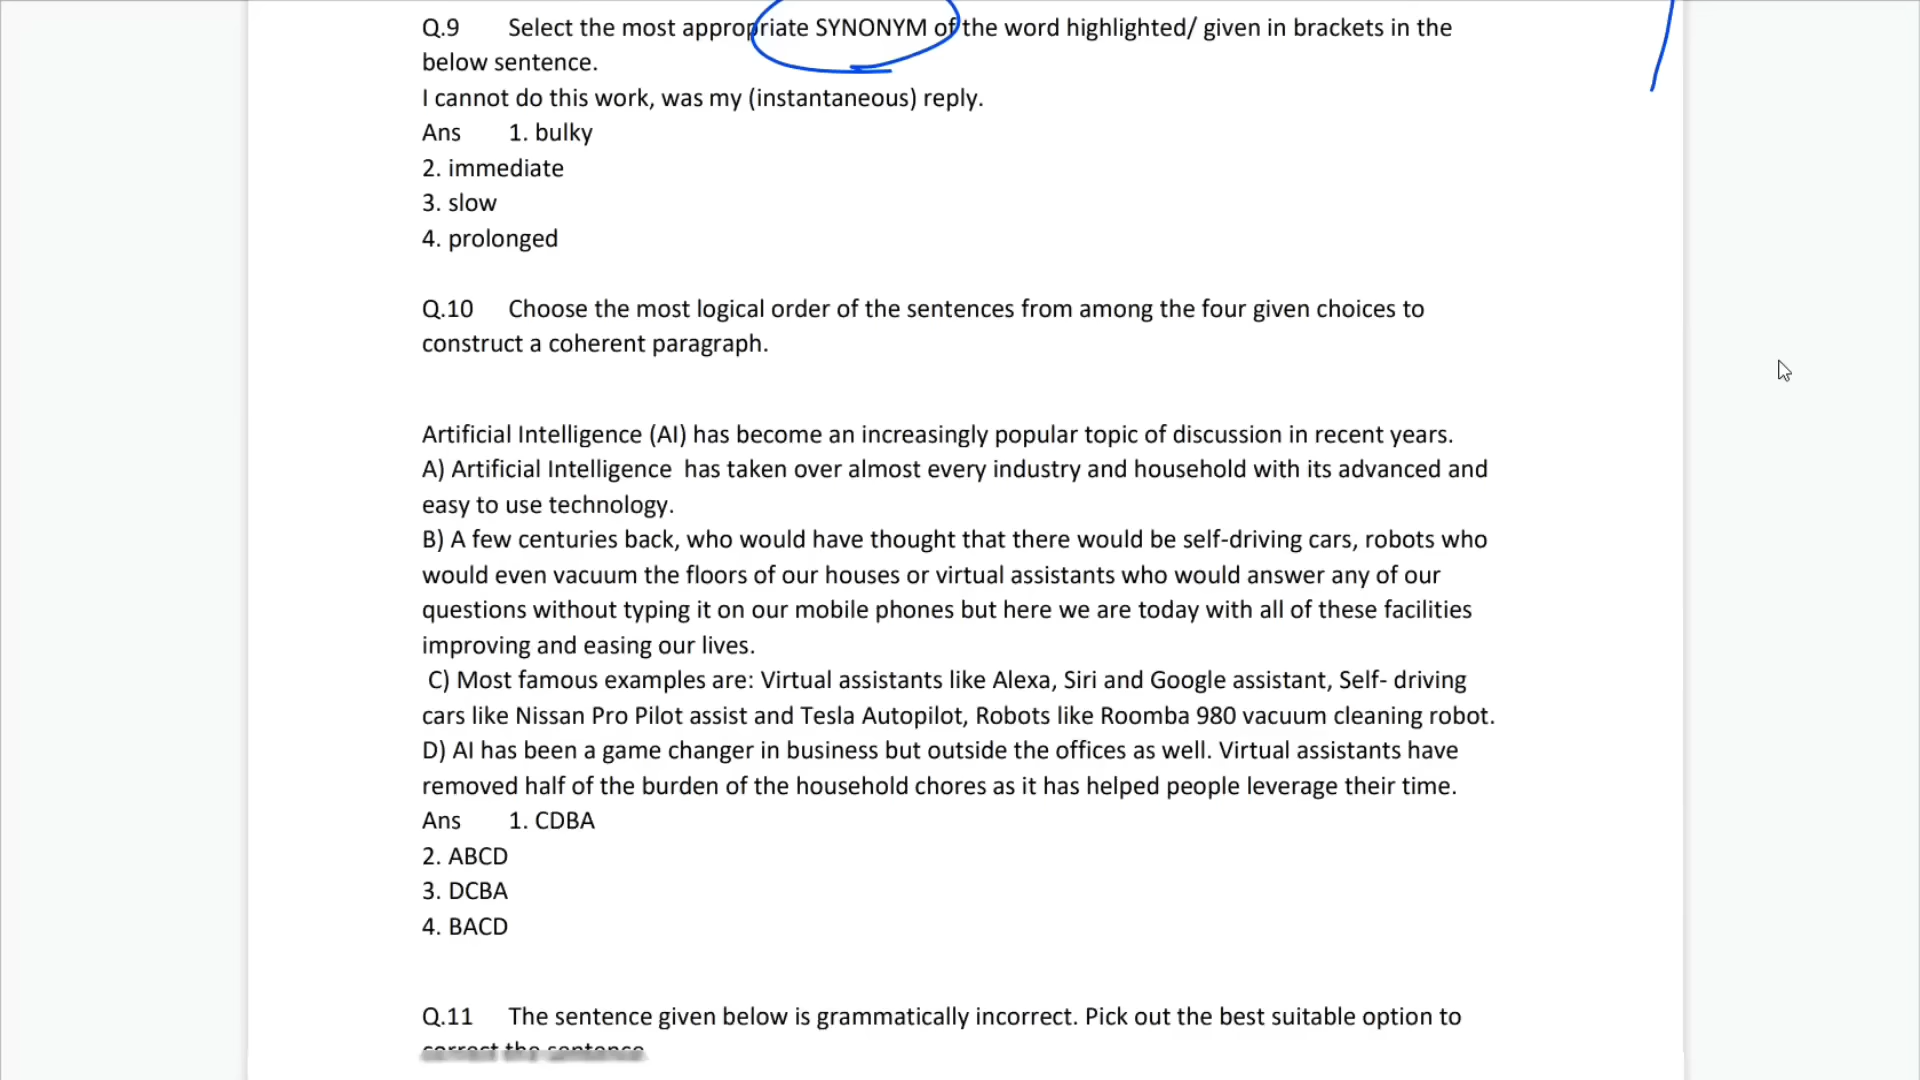 Q.9 Select the most appropriate SYNONYM of the word highlighted/ given in brackets in the
below sentence.
I cannot do this work, was my (instantaneous) reply.
Ans 1. bulky
2. immediate
3. slow
4. prolonged
Q.10 Choose the most logical order of the sentences from among the four given choices to
construct a coherent paragraph.
Artificial Intelligence (AI) has become an increasingly popular topic of discussion in recent years.
A) Artificial Intelligence has taken over almost every industry and household with its advanced and
easy to use technology.
B) A few centuries back, who would have thought that there would be self-driving cars, robots who
would even vacuum the floors of our houses or virtual assistants who would answer any of our
questions without typing it on our mobile phones but here we are today with all of these facilities
improving and easing our lives.
C) Most famous examples are: Virtual assistants like Alexa, Siri and Google assistant, Self- driving
cars like Nissan Pro Pilot assist and Tesla Autopilot, Robots like Roomba 980 vacuum cleaning robot.
D) AI has been a game changer in business but outside the offices as well. Virtual assistants have
removed half of the burden of the household chores as it has helped people leverage their time.
Ans 1. CDBA
2. ABCD
3. DCBA
4. BACD
Q.11 The sentence given below is grammatically incorrect. Pick out the best suitable option to
correct the sentence